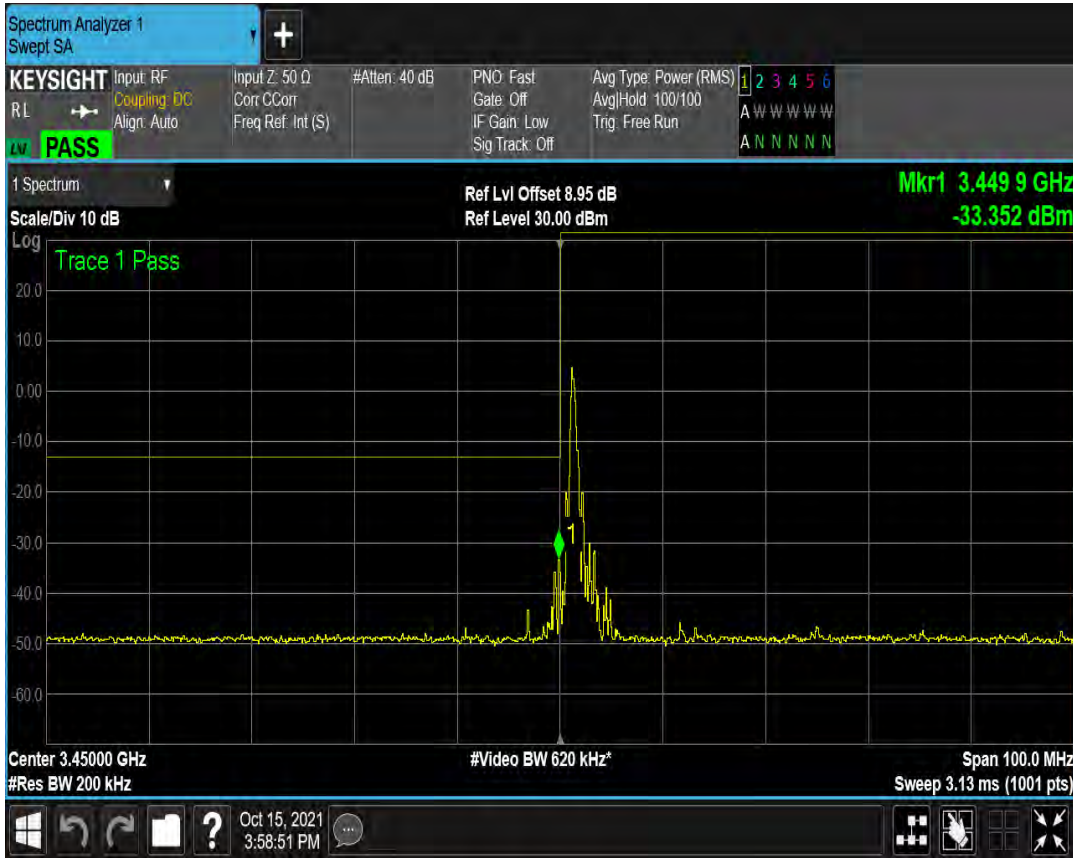 Spectrum Analyzer 1
Swept SA
+
KEYSIGHT
RL
LXI PASS
Input: RF
Coupling: DC
Align: Auto
Input Z: 50 Ω
Corr CCorr
Freq Ref: Int (S)
#Atten: 40 dB
PNO: Fast
Gate: Off
IF Gain: Low
Sig Track: Off
Avg Type: Power (RMS)
Avg|Hold: 100/100
Trig: Free Run
1 2 3 4 5 6
A W W W W W
A N N N N N
1 Spectrum
Scale/Div 10 dB
Ref Lvl Offset 8.95 dB
Ref Level 30.00 dBm
Mkr1 3.449 9 GHz
-33.352 dBm
Log
Trace 1 Pass
20.0
10.0
0.00
-10.0
-20.0
-30.0
-40.0
-50.0
-60.0
1
Center 3.45000 GHz
#Res BW 200 kHz
#Video BW 620 kHz*
Span 100.0 MHz
Sweep 3.13 ms (1001 pts)
?
Oct 15, 2021
3:58:51 PM